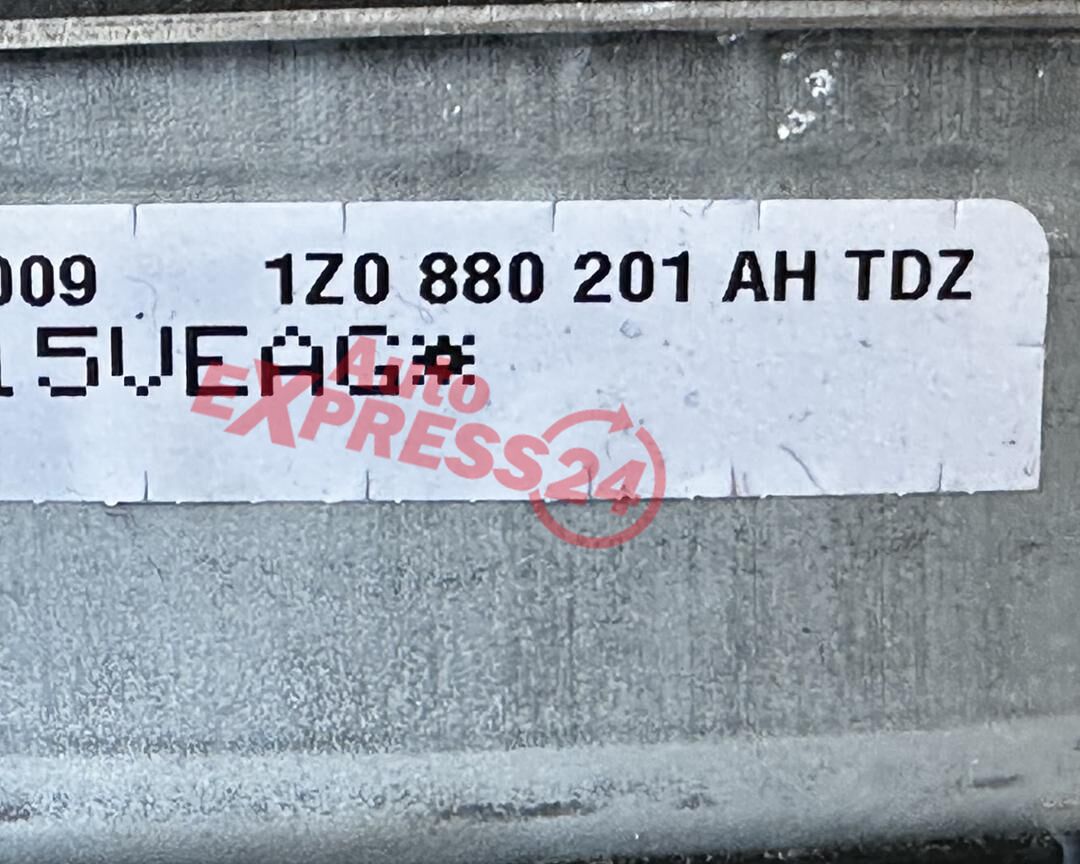 009 1Z0 880 201 AH TDZ
15VEAG*
Auto
EXPRESS24